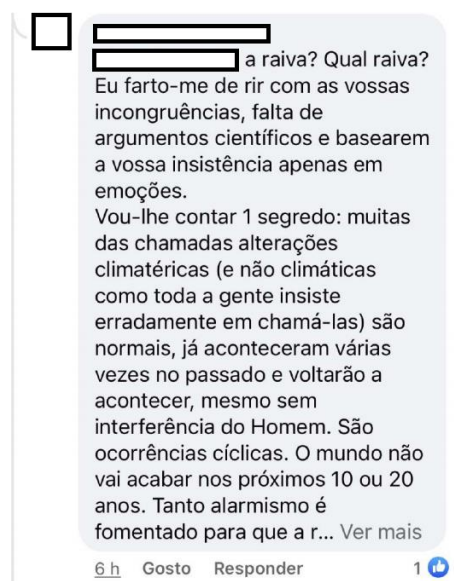 a raiva? Qual raiva?
Eu farto-me de rir com as vossas
incongruências, falta de
argumentos científicos e basearem
a vossa insistência apenas em
emoções.
Vou-lhe contar 1 segredo: muitas
das chamadas alterações
climatéricas (e não climáticas
como toda a gente insiste
erradamente em chamá-las) são
normais, já aconteceram várias
vezes no passado e voltarão a
acontecer, mesmo sem
interferência do Homem. São
ocorrências cíclicas. O mundo não
vai acabar nos próximos 10 ou 20
anos. Tanto alarmismo é
fomentado para que a r... Ver mais
6 h Gosto Responder 1